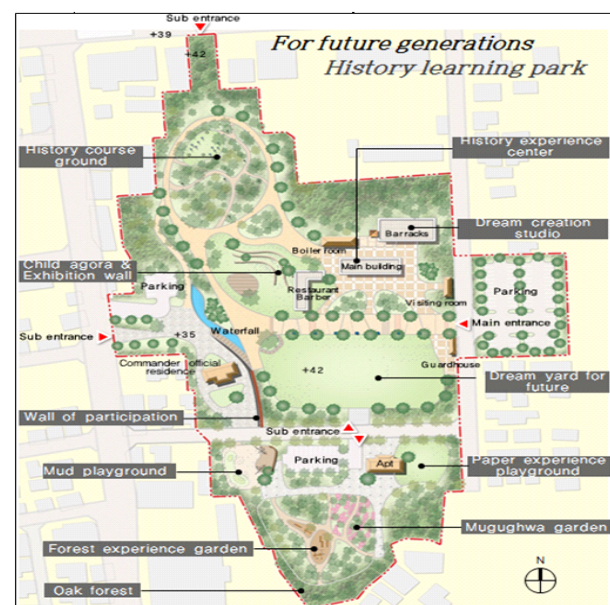 Sub entrance
+39
+42
For future generations
History learning park
History course
ground
History experience
center
Barracks
Dream creation
studio
Boiler room
Main building
Child agora &
Exhibition wall
Restaurant
Barber
Parking
Parking
Visiting room
Waterfall
Main entrance
Sub entrance
+35
Commander official
residence
+42
Guardhouse
Dream yard for
future
Wall of participation
Sub entrance
Mud playground
Parking
Apt
Paper experience
playground
Mugughwa garden
Forest experience garden
Oak forest
N